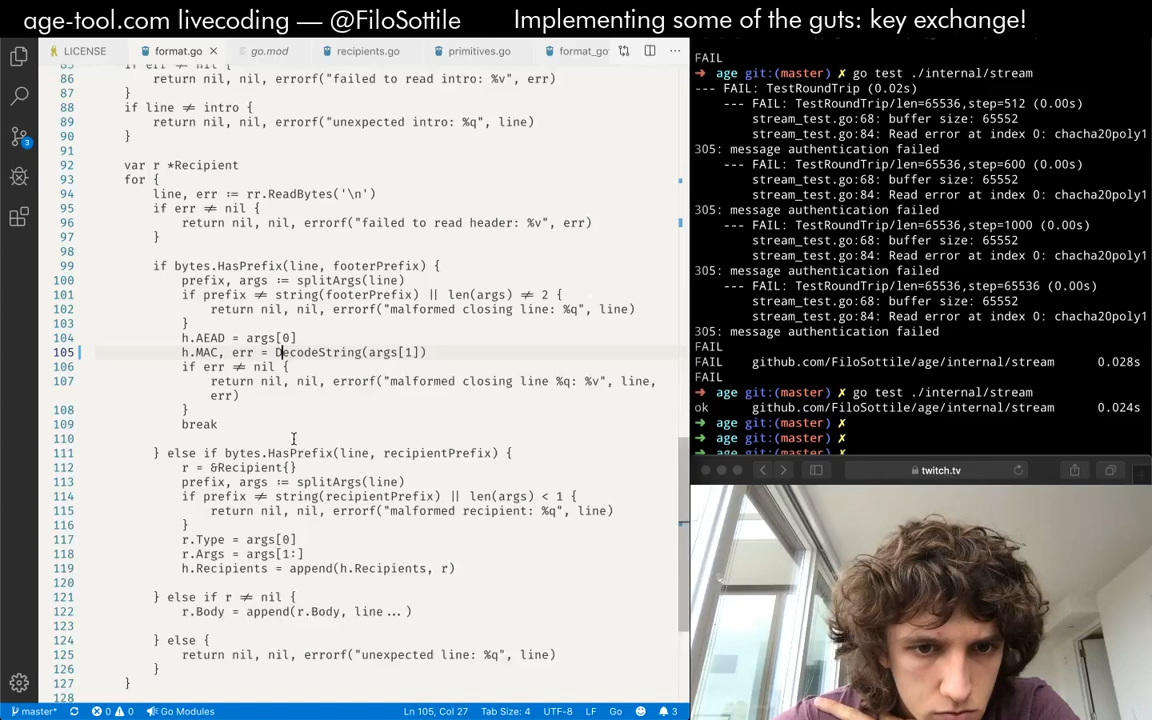 age-tool.com livecoding — @FiloSottile
Implementing some of the guts: key exchange!
LICENSE
format.go
go.mod
recipients.go
primitives.go
format_go
86 return nil, nil, errorf("failed to read intro: %v", err)
87 }
88 if line ≠ intro {
89 return nil, nil, errorf("unexpected intro: %q", line)
90 }
91
92 var r *Recipient
93 for {
94 line, err := rr.ReadBytes('\n')
95 if err ≠ nil {
96 return nil, nil, errorf("failed to read header: %v", err)
97 }
98
99 if bytes.HasPrefix(line, footerPrefix) {
100 prefix, args := splitArgs(line)
101 if prefix ≠ string(footerPrefix) || len(args) ≠ 2 {
102 return nil, nil, errorf("malformed closing line: %q", line)
103 }
104 h.AEAD = args[0]
105 h.MAC, err = DecodeString(args[1])
106 if err ≠ nil {
107 return nil, nil, errorf("malformed closing line %q: %v", line,
err)
108 }
109 break
110
111 } else if bytes.HasPrefix(line, recipientPrefix) {
112 r = &Recipient{}
113 prefix, args := splitArgs(line)
114 if prefix ≠ string(recipientPrefix) || len(args) < 1 {
115 return nil, nil, errorf("malformed recipient: %q", line)
116 }
117 r.Type = args[0]
118 r.Args = args[1:]
119 h.Recipients = append(h.Recipients, r)
120
121 } else if r ≠ nil {
122 r.Body = append(r.Body, line...)
123
124 } else {
125 return nil, nil, errorf("unexpected line: %q", line)
126 }
127 }
128
3
master*
0
0
Go Modules
Ln 105, Col 27
Tab Size: 4
UTF-8
LF
Go
3
FAIL
➜ age git:(master) ✗ go test ./internal/stream
--- FAIL: TestRoundTrip (0.02s)
--- FAIL: TestRoundTrip/len=65536,step=512 (0.00s)
stream_test.go:68: buffer size: 65552
stream_test.go:84: Read error at index 0: chacha20poly1
305: message authentication failed
--- FAIL: TestRoundTrip/len=65536,step=600 (0.00s)
stream_test.go:68: buffer size: 65552
stream_test.go:84: Read error at index 0: chacha20poly1
305: message authentication failed
--- FAIL: TestRoundTrip/len=65536,step=1000 (0.00s)
stream_test.go:68: buffer size: 65552
stream_test.go:84: Read error at index 0: chacha20poly1
305: message authentication failed
--- FAIL: TestRoundTrip/len=65536,step=65536 (0.00s)
stream_test.go:68: buffer size: 65552
stream_test.go:84: Read error at index 0: chacha20poly1
305: message authentication failed
FAIL
FAIL github.com/FiloSottile/age/internal/stream 0.028s
FAIL
➜ age git:(master) ✗ go test ./internal/stream
ok github.com/FiloSottile/age/internal/stream 0.024s
➜ age git:(master) ✗
➜ age git:(master) ✗
➜ age git:(master) ✗
twitch.tv